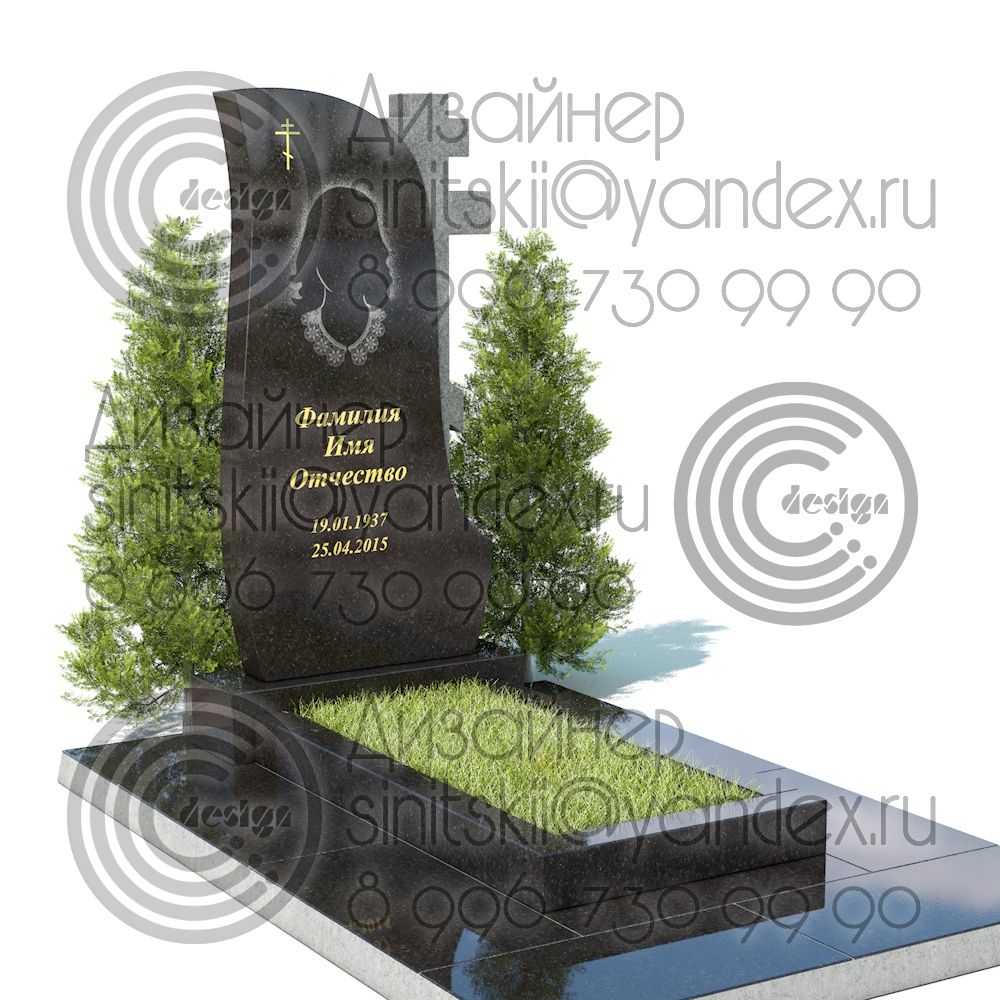 Дизайнер
sinitskii@yandex.ru
8 996 730 99 90
design
Фамилия
Имя
Отчество
19.01.1937
25.04.2015
Дизайнер
sinitskii@yandex.ru
8 996 730 99 90
design
Дизайнер
sinitskii@yandex.ru
8 996 730 99 90
design